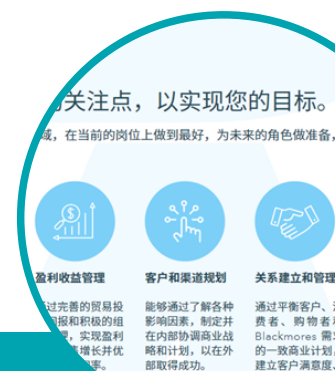 关注点，以实现您的目标。
域，在当前的岗位上做到最好，为未来的角色做准备，
盈利收益管理
客户和渠道规划
关系建立和管理
过完善的贸易投
报和积极的组
，实现盈利
增长并优
率。
能够通过了解各种
影响因素，制定并
在内部协调商业战
略和计划，以在外
部取得成功。
通过平衡客户、
费者、购物者
Blackmores 需
的一致商业计划，
建立客户满意度、